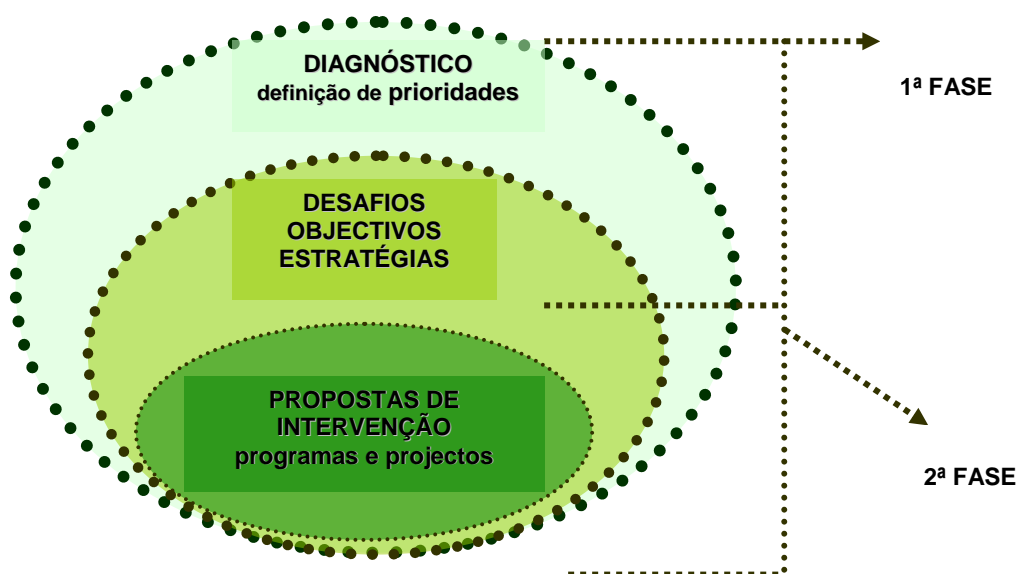 DIAGNÓSTICO
definição de prioridades
1ª FASE
DESAFIOS
OBJECTIVOS
ESTRATÉGIAS
PROPOSTAS DE
INTERVENÇÃO
programas e projectos
2ª FASE